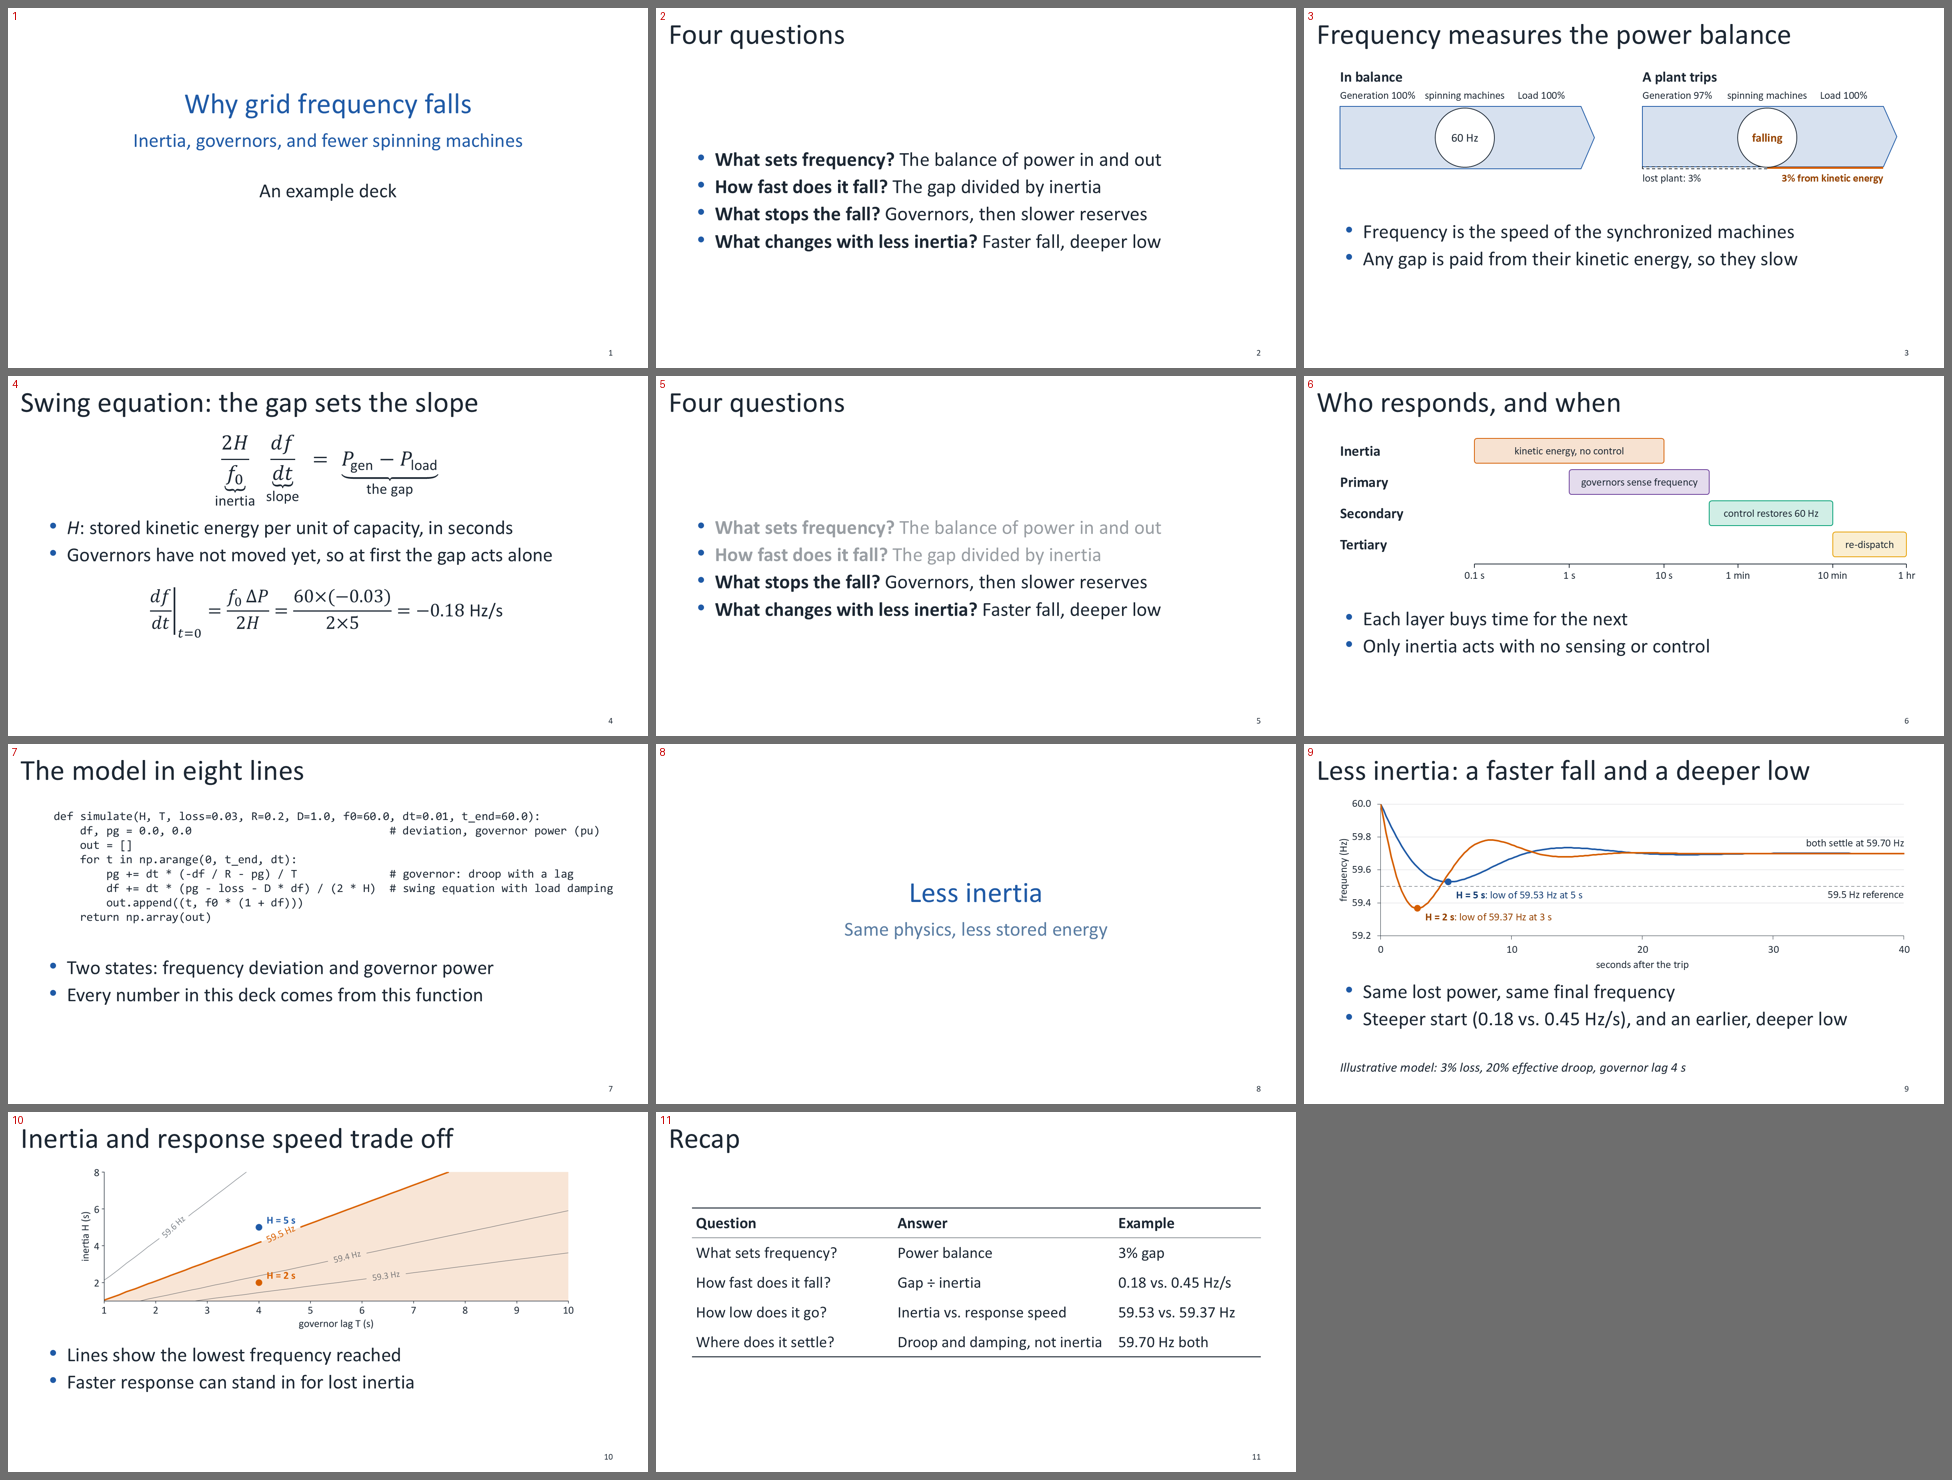 1
Why grid frequency falls
Inertia, governors, and fewer spinning machines
An example deck
1
2
Four questions
• What sets frequency? The balance of power in and out
• How fast does it fall? The gap divided by inertia
• What stops the fall? Governors, then slower reserves
• What changes with less inertia? Faster fall, deeper low
2
3
Frequency measures the power balance
In balance
Generation 100% spinning machines Load 100%
60 Hz
A plant trips
Generation 97% spinning machines Load 100%
falling
lost plant: 3% 3% from kinetic energy
• Frequency is the speed of the synchronized machines
• Any gap is paid from their kinetic energy, so they slow
3
4
Swing equation: the gap sets the slope
2H/f₀ df/dt = P_gen − P_load
inertia slope the gap
• H: stored kinetic energy per unit of capacity, in seconds
• Governors have not moved yet, so at first the gap acts alone
df/dt|t=0 = f₀ ΔP/2H = 60×(−0.03)/2×5 = −0.18 Hz/s
4
5
Four questions
• What sets frequency? The balance of power in and out
• How fast does it fall? The gap divided by inertia
• What stops the fall? Governors, then slower reserves
• What changes with less inertia? Faster fall, deeper low
5
6
Who responds, and when
Inertia kinetic energy, no control
Primary governors sense frequency
Secondary control restores 60 Hz
Tertiary re-dispatch
0.1 s 1 s 10 s 1 min 10 min 1 hr
• Each layer buys time for the next
• Only inertia acts with no sensing or control
6
7
The model in eight lines
def simulate(H, T, loss=0.03, R=0.2, D=1.0, f0=60.0, dt=0.01, t_end=60.0):
df, pg = 0.0, 0.0 # deviation, governor power (pu)
out = []
for t in np.arange(0, t_end, dt):
pg += dt * (-df / R - pg) / T # governor: droop with a lag
df += dt * (pg - loss - D * df) / (2 * H) # swing equation with load damping
out.append((t, f0 * (1 + df)))
return np.array(out)
• Two states: frequency deviation and governor power
• Every number in this deck comes from this function
7
8
Less inertia
Same physics, less stored energy
8
9
Less inertia: a faster fall and a deeper low
frequency (Hz)
60.0
59.8
59.6
59.4
59.2
both settle at 59.70 Hz
59.5 Hz reference
H = 5 s: low of 59.53 Hz at 5 s
H = 2 s: low of 59.37 Hz at 3 s
0 10 20 30 40
seconds after the trip
• Same lost power, same final frequency
• Steeper start (0.18 vs. 0.45 Hz/s), and an earlier, deeper low
Illustrative model: 3% loss, 20% effective droop, governor lag 4 s
9
10
Inertia and response speed trade off
inertia H (s)
8
6
4
2
59.6 Hz
H = 5 s
59.5 Hz
59.4 Hz
H = 2 s
59.3 Hz
1 2 3 4 5 6 7 8 9 10
governor lag T (s)
• Lines show the lowest frequency reached
• Faster response can stand in for lost inertia
10
11
Recap
Question Answer Example
What sets frequency? Power balance 3% gap
How fast does it fall? Gap ÷ inertia 0.18 vs. 0.45 Hz/s
How low does it go? Inertia vs. response speed 59.53 vs. 59.37 Hz
Where does it settle? Droop and damping, not inertia 59.70 Hz both
11